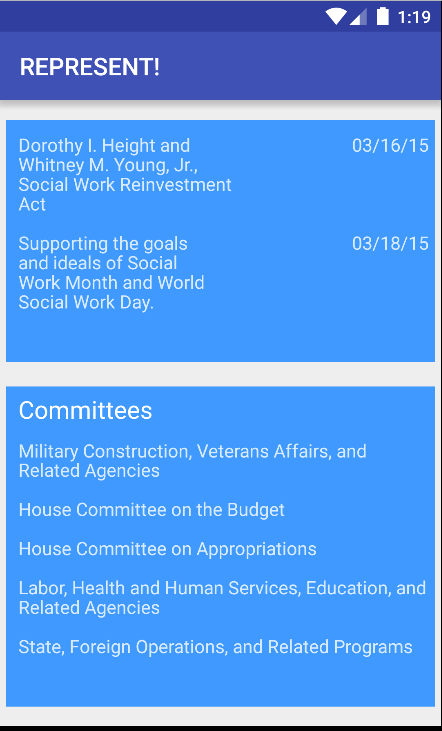 1:19
REPRESENT!
Dorothy I. Height and 03/16/15
Whitney M. Young, Jr.,
Social Work Reinvestment
Act
Supporting the goals 03/18/15
and ideals of Social
Work Month and World
Social Work Day.
Committees
Military Construction, Veterans Affairs, and
Related Agencies
House Committee on the Budget
House Committee on Appropriations
Labor, Health and Human Services, Education, and
Related Agencies
State, Foreign Operations, and Related Programs